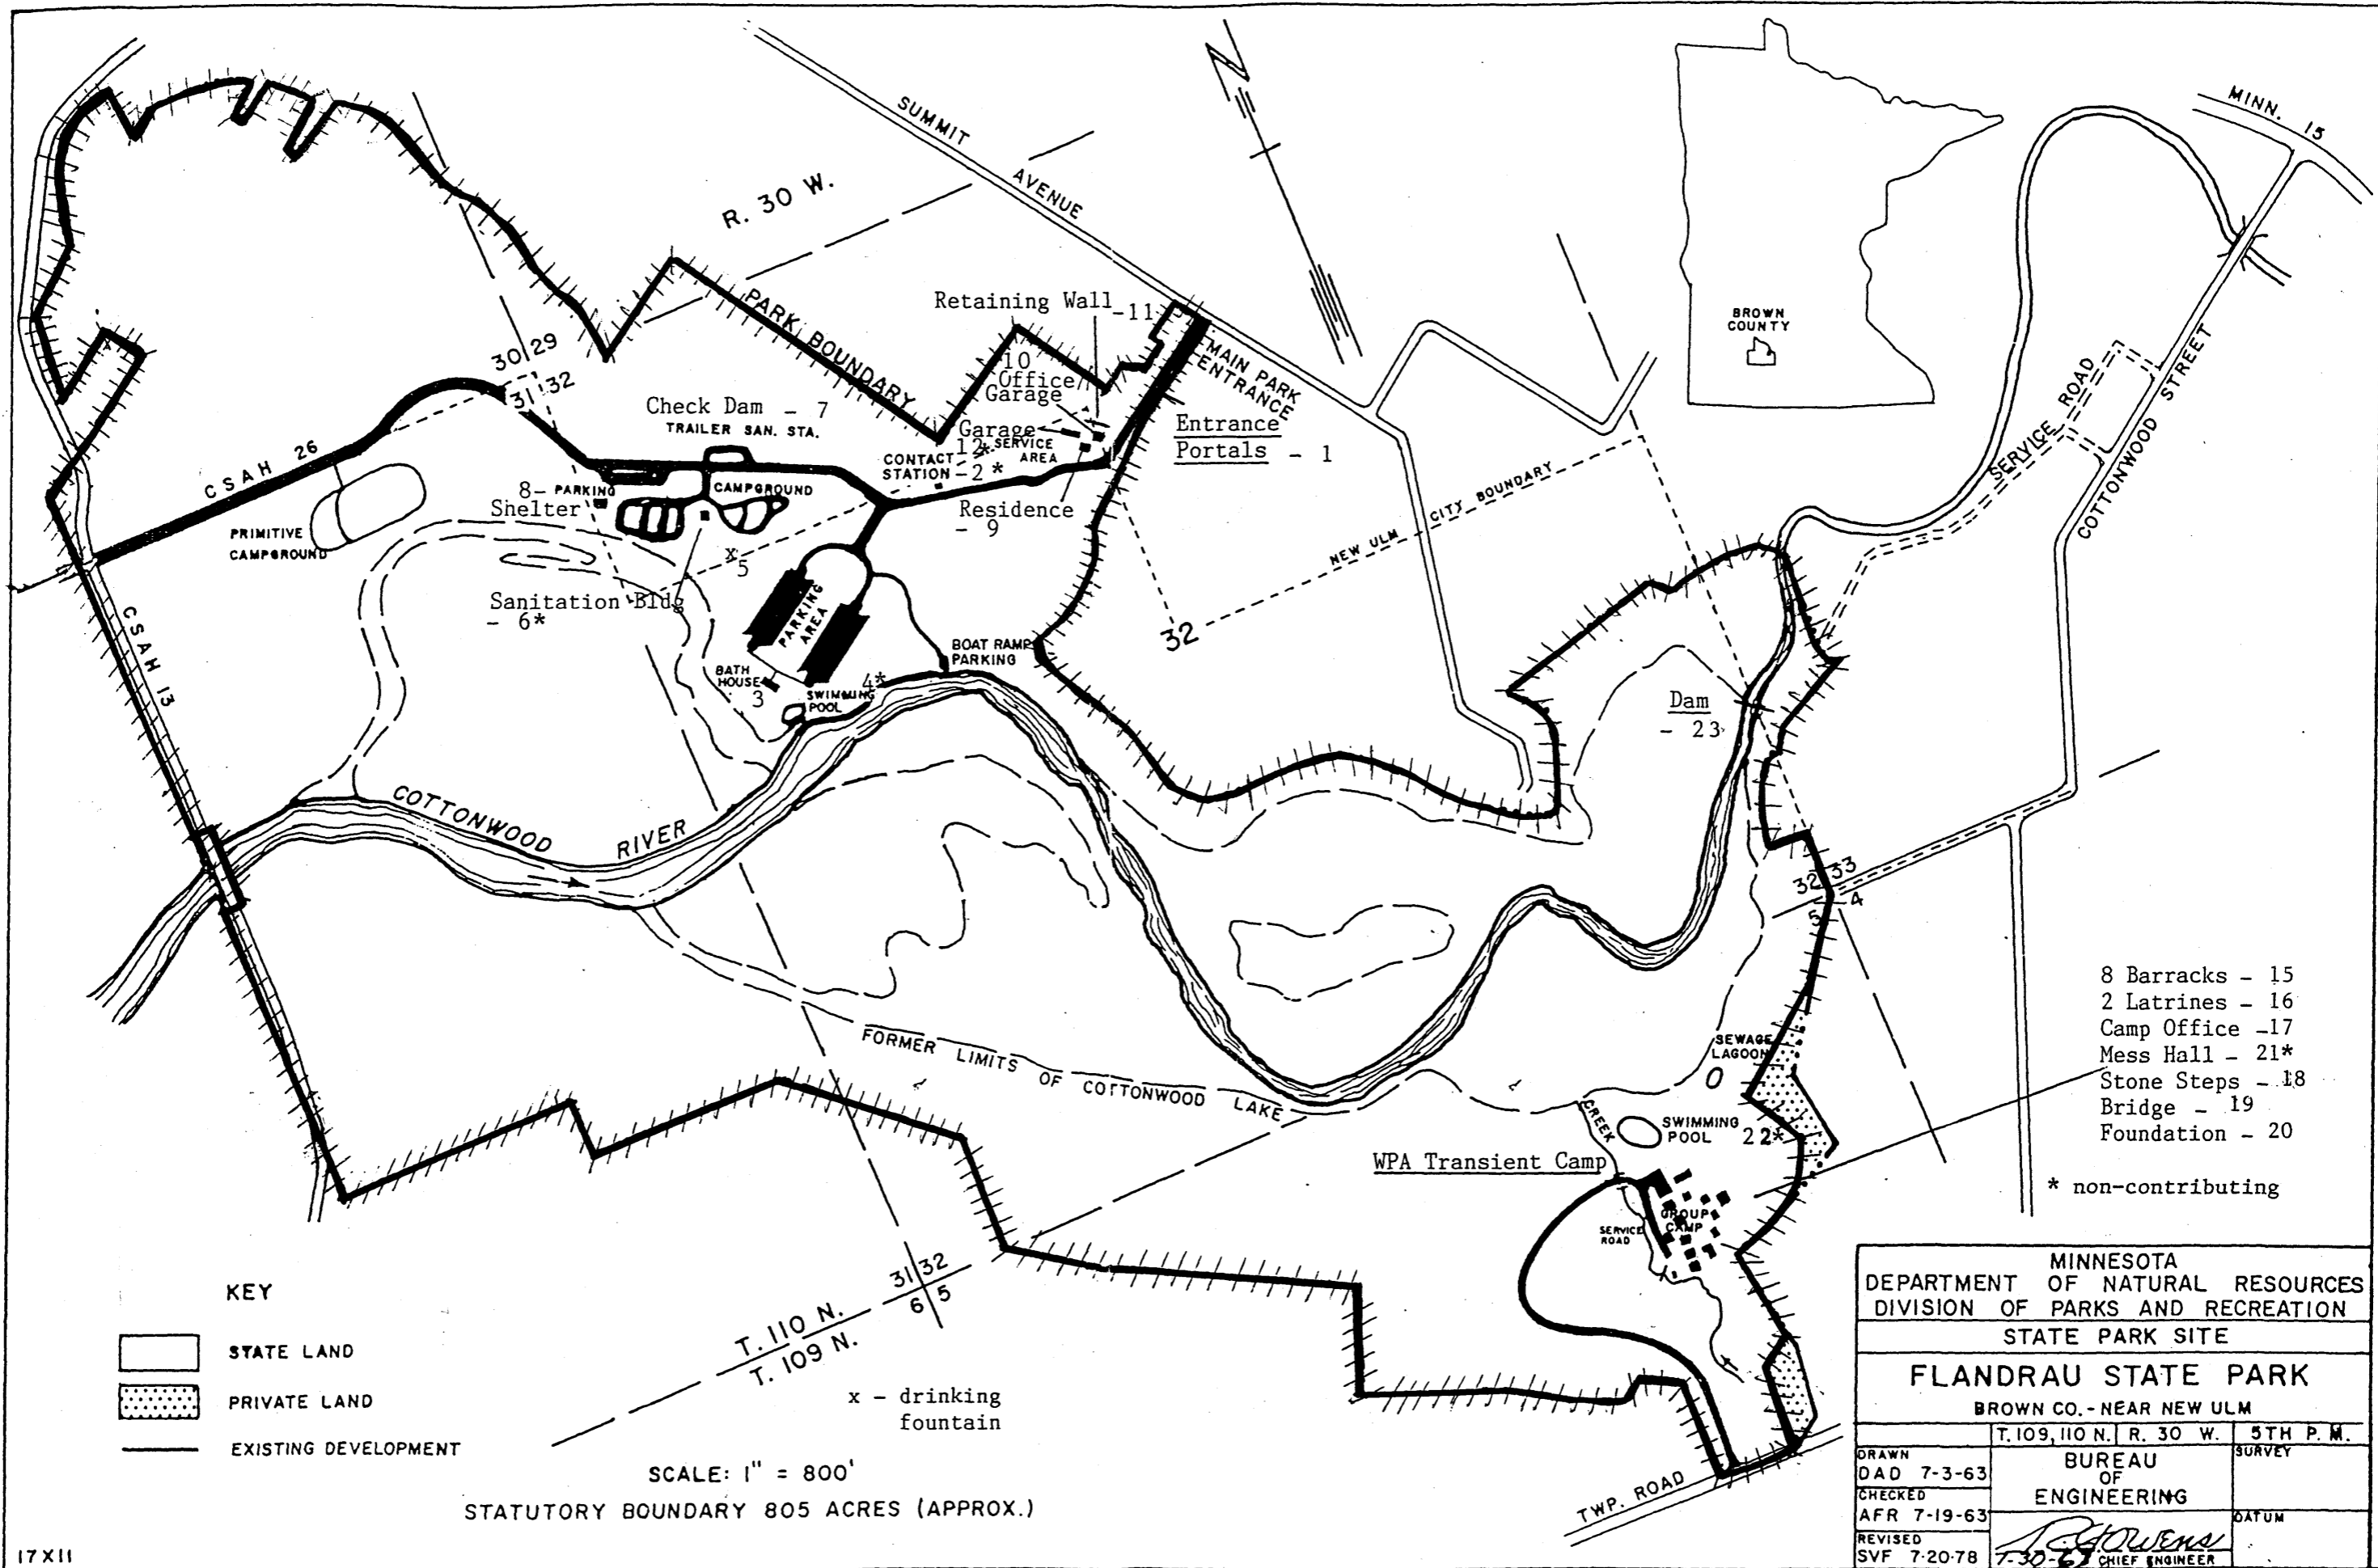 SUMMIT
AVENUE
N
MINN. 15
R. 30 W.
BROWN
COUNTY
Retaining Wall -11
PARK BOUNDARY
10
Office
Garage
MAIN PARK
ENTRANCE
30 29
31 32
Check Dam - 7
TRAILER SAN. STA.
Garage
12*
SERVICE
AREA
CONTACT
STATION -2*
Entrance
Portals - 1
SERVICE ROAD
COTTONWOOD STREET
CSAH 26
8- PARKING
Shelter
CAMPGROUND
Residence
- 9
NEW ULM CITY BOUNDARY
PRIMITIVE
CAMPGROUND
x
5
Sanitation Bldg
- 6*
PARKING
AREA
32
CSAH 13
BOAT RAMP
PARKING
BATH
HOUSE
3
4*
SWIMMING
POOL
Dam
- 23
COTTONWOOD RIVER
32 33
5 4
8 Barracks - 15
2 Latrines - 16
Camp Office -17
Mess Hall - 21*
Stone Steps - 18
Bridge - 19
Foundation - 20
* non-contributing
FORMER LIMITS OF COTTONWOOD LAKE
SEWAGE
LAGOON
CREEK
SWIMMING
POOL
22*
WPA Transient Camp
GROUP
CAMP
SERVICE
ROAD
31 32
6 5
T. 110 N.
T. 109 N.
KEY
STATE LAND
PRIVATE LAND
EXISTING DEVELOPMENT
x - drinking
fountain
SCALE: 1" = 800'
STATUTORY BOUNDARY 805 ACRES (APPROX.)
TWP. ROAD
17X11
MINNESOTA
DEPARTMENT OF NATURAL RESOURCES
DIVISION OF PARKS AND RECREATION
STATE PARK SITE
FLANDRAU STATE PARK
BROWN CO.-NEAR NEW ULM
T. 109, 110 N. R. 30 W. 5TH P. M.
DRAWN
DAD 7-3-63
CHECKED
AFR 7-19-63
REVISED
SVF 7-20-78
BUREAU
OF
ENGINEERING
Owens
7-30-63 CHIEF ENGINEER
SURVEY
DATUM